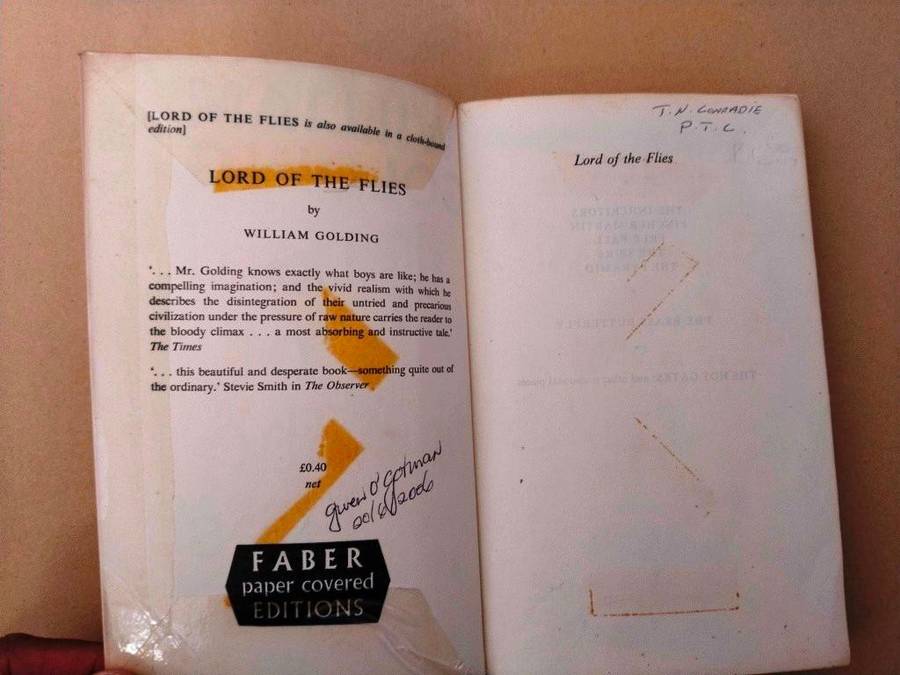 [LORD OF THE FLIES is also available in a cloth-bound
edition]
LORD OF THE FLIES
by
WILLIAM GOLDING
'. . . Mr. Golding knows exactly what boys are like; he has a
compelling imagination; and the vivid realism with which he
describes the disintegration of their untried and precarious
civilization under the pressure of raw nature carries the reader to
the bloody climax . . . a most absorbing and instructive tale.'
The Times
'. . . this beautiful and desperate book—something quite out of
the ordinary.' Stevie Smith in The Observer
£0.40
net
Gwen O'
2006
FABER
paper covered
EDITIONS
T. N. CONRADIE
P. T. C.
Lord of the Flies